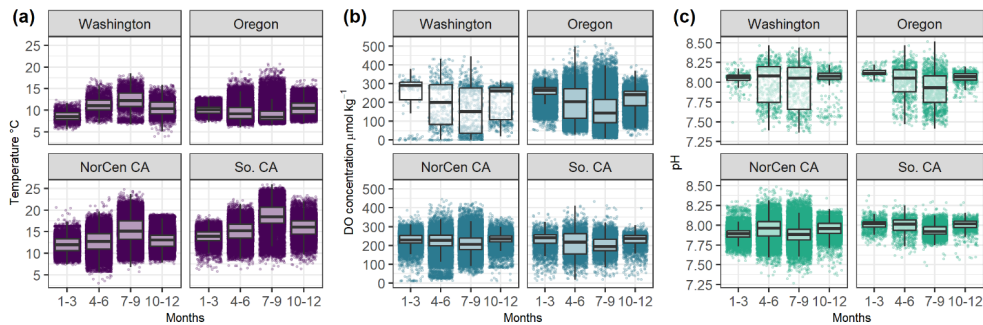 (a)
Washington
Oregon
25
20
15
10
5
NorCen CA
So. CA
25
20
15
10
5
Temperature °C
1-3 4-6 7-9 10-12
1-3 4-6 7-9 10-12
Months
(b)
Washington
Oregon
500
400
300
200
100
0
NorCen CA
So. CA
500
400
300
200
100
0
DO concentration μmol kg⁻¹
1-3 4-6 7-9 10-12
1-3 4-6 7-9 10-12
Months
(c)
Washington
Oregon
8.50
8.25
8.00
7.75
7.50
7.25
NorCen CA
So. CA
8.50
8.25
8.00
7.75
7.50
7.25
pH
1-3 4-6 7-9 10-12
1-3 4-6 7-9 10-12
Months